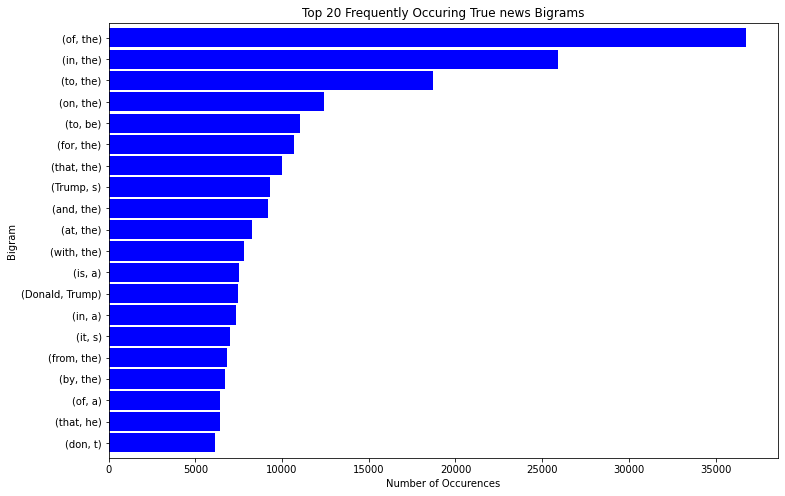 Top 20 Frequently Occuring True news Bigrams
Bigram
(of, the)
(in, the)
(to, the)
(on, the)
(to, be)
(for, the)
(that, the)
(Trump, s)
(and, the)
(at, the)
(with, the)
(is, a)
(Donald, Trump)
(in, a)
(it, s)
(from, the)
(by, the)
(of, a)
(that, he)
(don, t)
0 5000 10000 15000 20000 25000 30000 35000
Number of Occurences